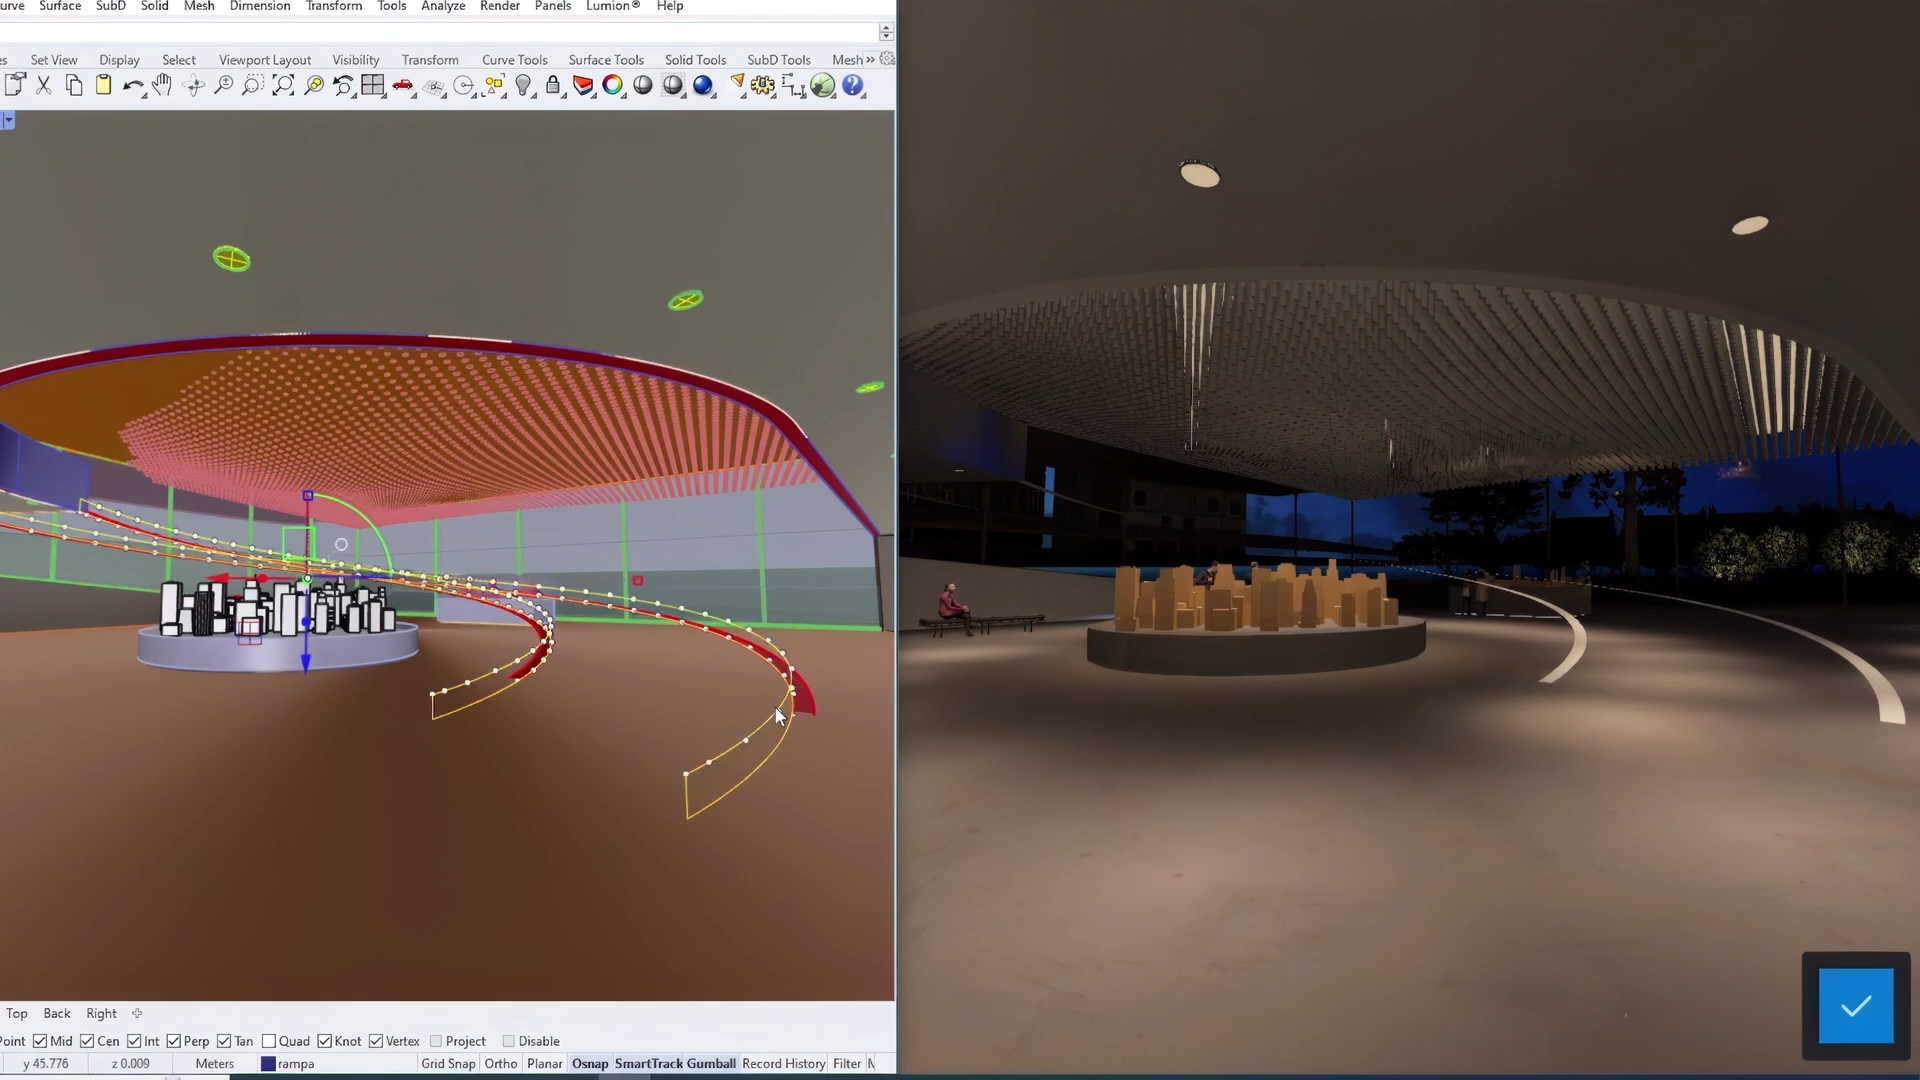 urve Surface SubD Solid Mesh Dimension Transform Tools Analyze Render Panels Lumion® Help
es Set View Display Select Viewport Layout Visibility Transform Curve Tools Surface Tools Solid Tools SubD Tools Mesh »
Top Back Right
Point Mid Cen Int Perp Tan Quad Knot Vertex Project Disable
y 45.776 z 0.009 Meters rampa Grid Snap Ortho Planar Osnap SmartTrack Gumball Record History Filter M